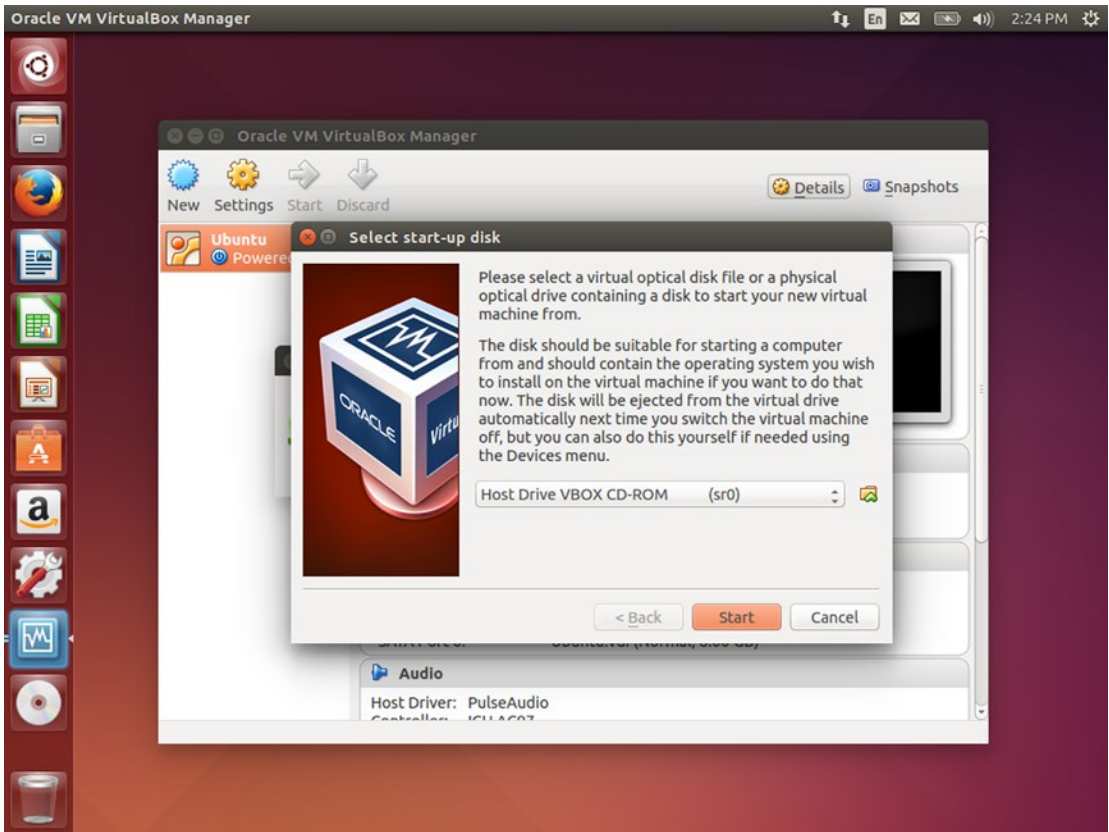 Oracle VM VirtualBox Manager
En
2:24 PM
Oracle VM VirtualBox Manager
New Settings Start Discard
Details Snapshots
Ubuntu
Powere
Select start-up disk
Please select a virtual optical disk file or a physical
optical drive containing a disk to start your new virtual
machine from.
The disk should be suitable for starting a computer
from and should contain the operating system you wish
to install on the virtual machine if you want to do that
now. The disk will be ejected from the virtual drive
automatically next time you switch the virtual machine
off, but you can also do this yourself if needed using
the Devices menu.
ORACLE
Virtu
Host Drive VBOX CD-ROM (sr0)
< Back Start Cancel
Audio
Host Driver: PulseAudio
a